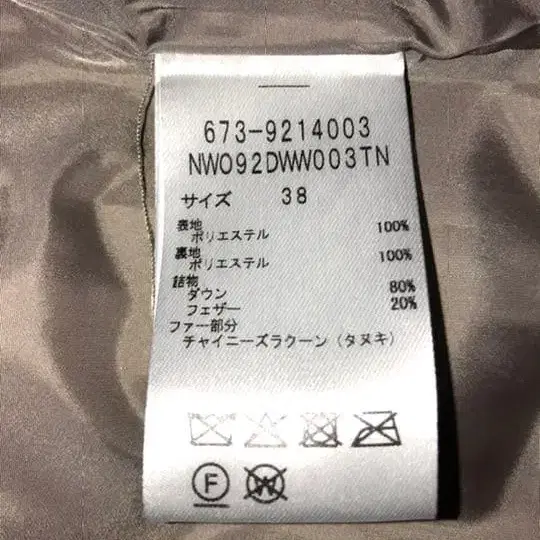 673-9214003
NW092DWW003TN
サイズ 38
表地
ポリエステル 100%
裏地
ポリエステル 100%
詰物
ダウン 80%
フェザー 20%
ファー部分
チャイニーズラクーン(タヌキ)
F W